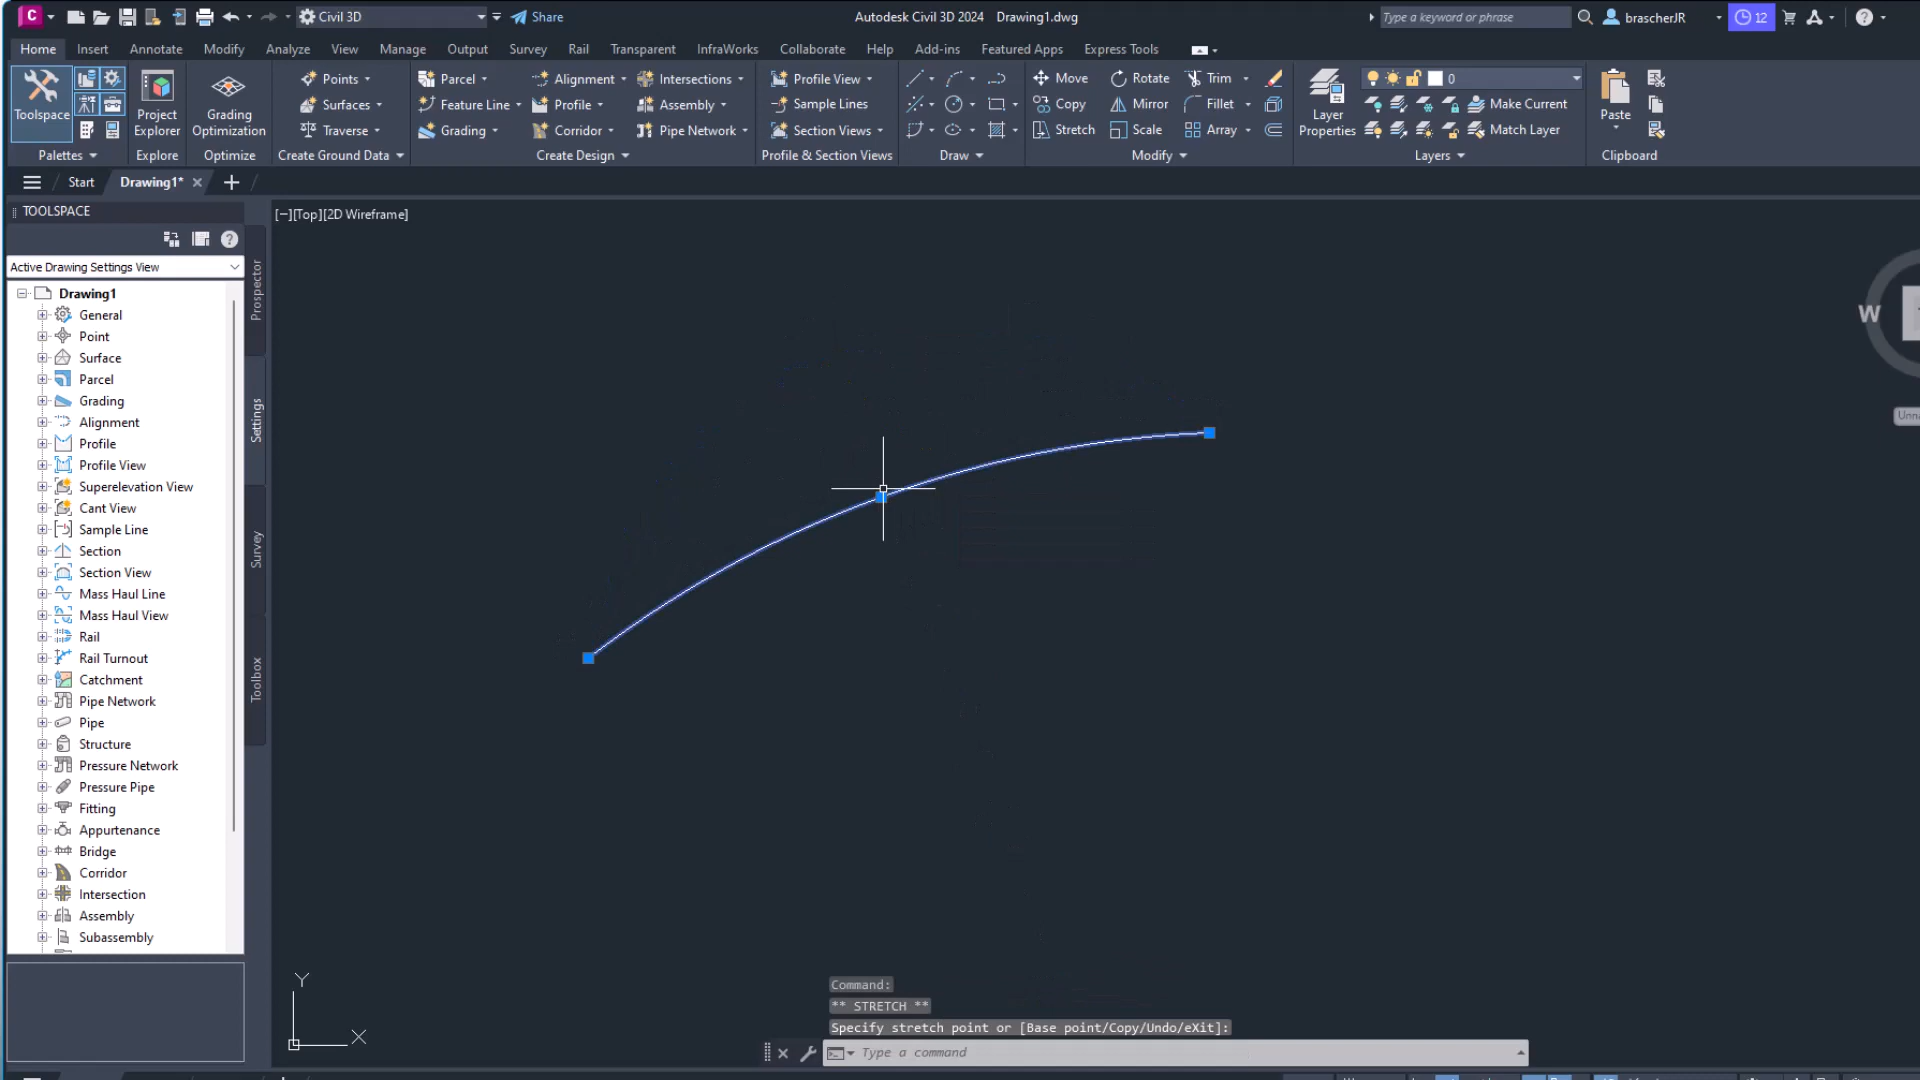 C Civil 3D Share Autodesk Civil 3D 2024 Drawing1.dwg Type a keyword or phrase brascherJR 12
Home Insert Annotate Modify Analyze View Manage Output Survey Rail Transparent InfraWorks Collaborate Help Add-ins Featured Apps Express Tools
Points Parcel Alignment Intersections Profile View Move Rotate Trim 0
Surfaces Feature Line Profile Assembly Sample Lines Copy Mirror Fillet Make Current
Toolspace Project Explorer Grading Optimization Layer Properties Paste
Traverse Grading Corridor Pipe Network Section Views Stretch Scale Array Match Layer
Palettes Explore Optimize Create Ground Data Create Design Profile & Section Views Draw Modify Layers Clipboard
Start Drawing1*
TOOLSPACE
[−][Top][2D Wireframe]
Active Drawing Settings View
Drawing1
General
Point
Surface
Parcel
Grading
Alignment
Profile
Profile View
Superelevation View
Cant View
Sample Line
Section
Section View
Mass Haul Line
Mass Haul View
Rail
Rail Turnout
Catchment
Pipe Network
Pipe
Structure
Pressure Network
Pressure Pipe
Fitting
Appurtenance
Bridge
Corridor
Intersection
Assembly
Subassembly
Prospector
Settings
Survey
Toolbox
W
Unn
Y
X
Command:
** STRETCH **
Specify stretch point or [Base point/Copy/Undo/eXit]:
Type a command